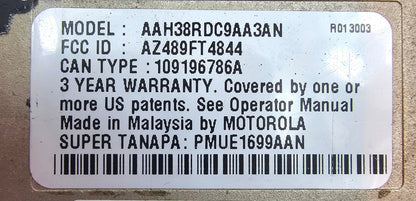 MODEL : AAH38RDC9AA3AN R013003
FCC ID : AZ489FT4844
CAN TYPE : 109196786A
3 YEAR WARRANTY. Covered by one or
more US patents. See Operator Manual
Made in Malaysia by MOTOROLA
SUPER TANAPA: PMUE1699AAN